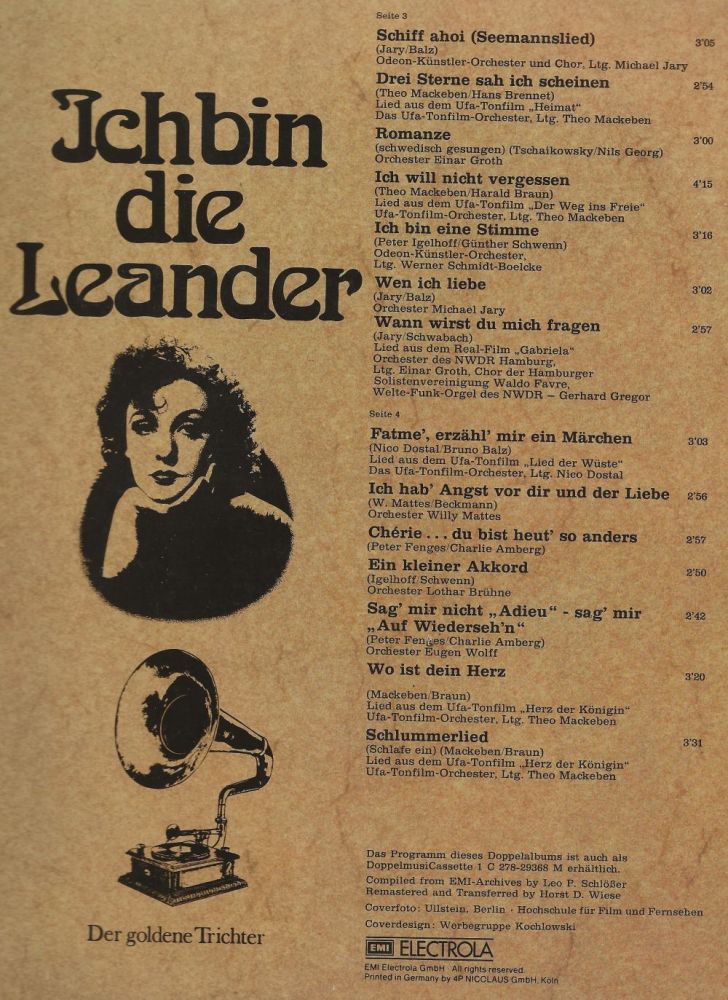 Ich bin
die
Leander
Der goldene Trichter
Seite 3
Schiff ahoi (Seemannslied) 3'05
(Jary/Balz)
Odeon-Künstler-Orchester und Chor, Ltg. Michael Jary
Drei Sterne sah ich scheinen 2'54
(Theo Mackeben/Hans Brennet)
Lied aus dem Ufa-Tonfilm „Heimat“
Das Ufa-Tonfilm-Orchester, Ltg. Theo Mackeben
Romanze 3'00
(schwedisch gesungen) (Tschaikowsky/Nils Georg)
Orchester Einar Groth
Ich will nicht vergessen 4'15
(Theo Mackeben/Harald Braun)
Lied aus dem Ufa-Tonfilm „Der Weg ins Freie“
Ufa-Tonfilm-Orchester, Ltg. Theo Mackeben
Ich bin eine Stimme 3'16
(Peter Igelhoff/Günther Schwenn)
Odeon-Künstler-Orchester,
Ltg. Werner Schmidt-Boelcke
Wen ich liebe 3'02
(Jary/Balz)
Orchester Michael Jary
Wann wirst du mich fragen 2'57
(Jary/Schwabach)
Lied aus dem Real-Film „Gabriela“
Orchester des NWDR Hamburg,
Ltg. Einar Groth, Chor der Hamburger
Solistenvereinigung Waldo Favre,
Welte-Funk-Orgel des NWDR – Gerhard Gregor
Seite 4
Fatme', erzähl' mir ein Märchen 3'03
(Nico Dostal/Bruno Balz)
Lied aus dem Ufa-Tonfilm „Lied der Wüste“
Das Ufa-Tonfilm-Orchester, Ltg. Nico Dostal
Ich hab' Angst vor dir und der Liebe 2'56
(W. Mattes/Beckmann)
Orchester Willy Mattes
Chérie ... du bist heut' so anders 2'57
(Peter Fenges/Charlie Amberg)
Ein kleiner Akkord 2'50
(Igelhoff/Schwenn)
Orchester Lothar Brühne
Sag' mir nicht „Adieu“ - sag' mir 2'42
„Auf Wiederseh'n“
(Peter Fenges/Charlie Amberg)
Orchester Eugen Wolff
Wo ist dein Herz 3'20
(Mackeben/Braun)
Lied aus dem Ufa-Tonfilm „Herz der Königin“
Ufa-Tonfilm-Orchester, Ltg. Theo Mackeben
Schlummerlied 3'31
(Schlafe ein) (Mackeben/Braun)
Lied aus dem Ufa-Tonfilm „Herz der Königin“
Ufa-Tonfilm-Orchester, Ltg. Theo Mackeben
Das Programm dieses Doppelalbums ist auch als
DoppelmusiCassette 1 C 278-29368 M erhältlich.
Compiled from EMI-Archives by Leo P. Schlößer
Remastered and Transferred by Horst D. Wiese
Coverfoto: Ullstein, Berlin · Hochschule für Film und Fernsehen
Coverdesign: Werbegruppe Kochlowski
EMI ELECTROLA
EMI Electrola GmbH All rights reserved
Printed in Germany by 4P NICOLAUS GmbH, Köln